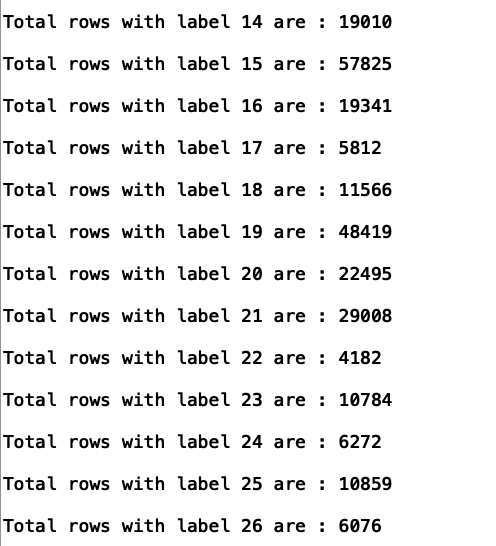 Total rows with label 14 are : 19010
Total rows with label 15 are : 57825
Total rows with label 16 are : 19341
Total rows with label 17 are : 5812
Total rows with label 18 are : 11566
Total rows with label 19 are : 48419
Total rows with label 20 are : 22495
Total rows with label 21 are : 29008
Total rows with label 22 are : 4182
Total rows with label 23 are : 10784
Total rows with label 24 are : 6272
Total rows with label 25 are : 10859
Total rows with label 26 are : 6076